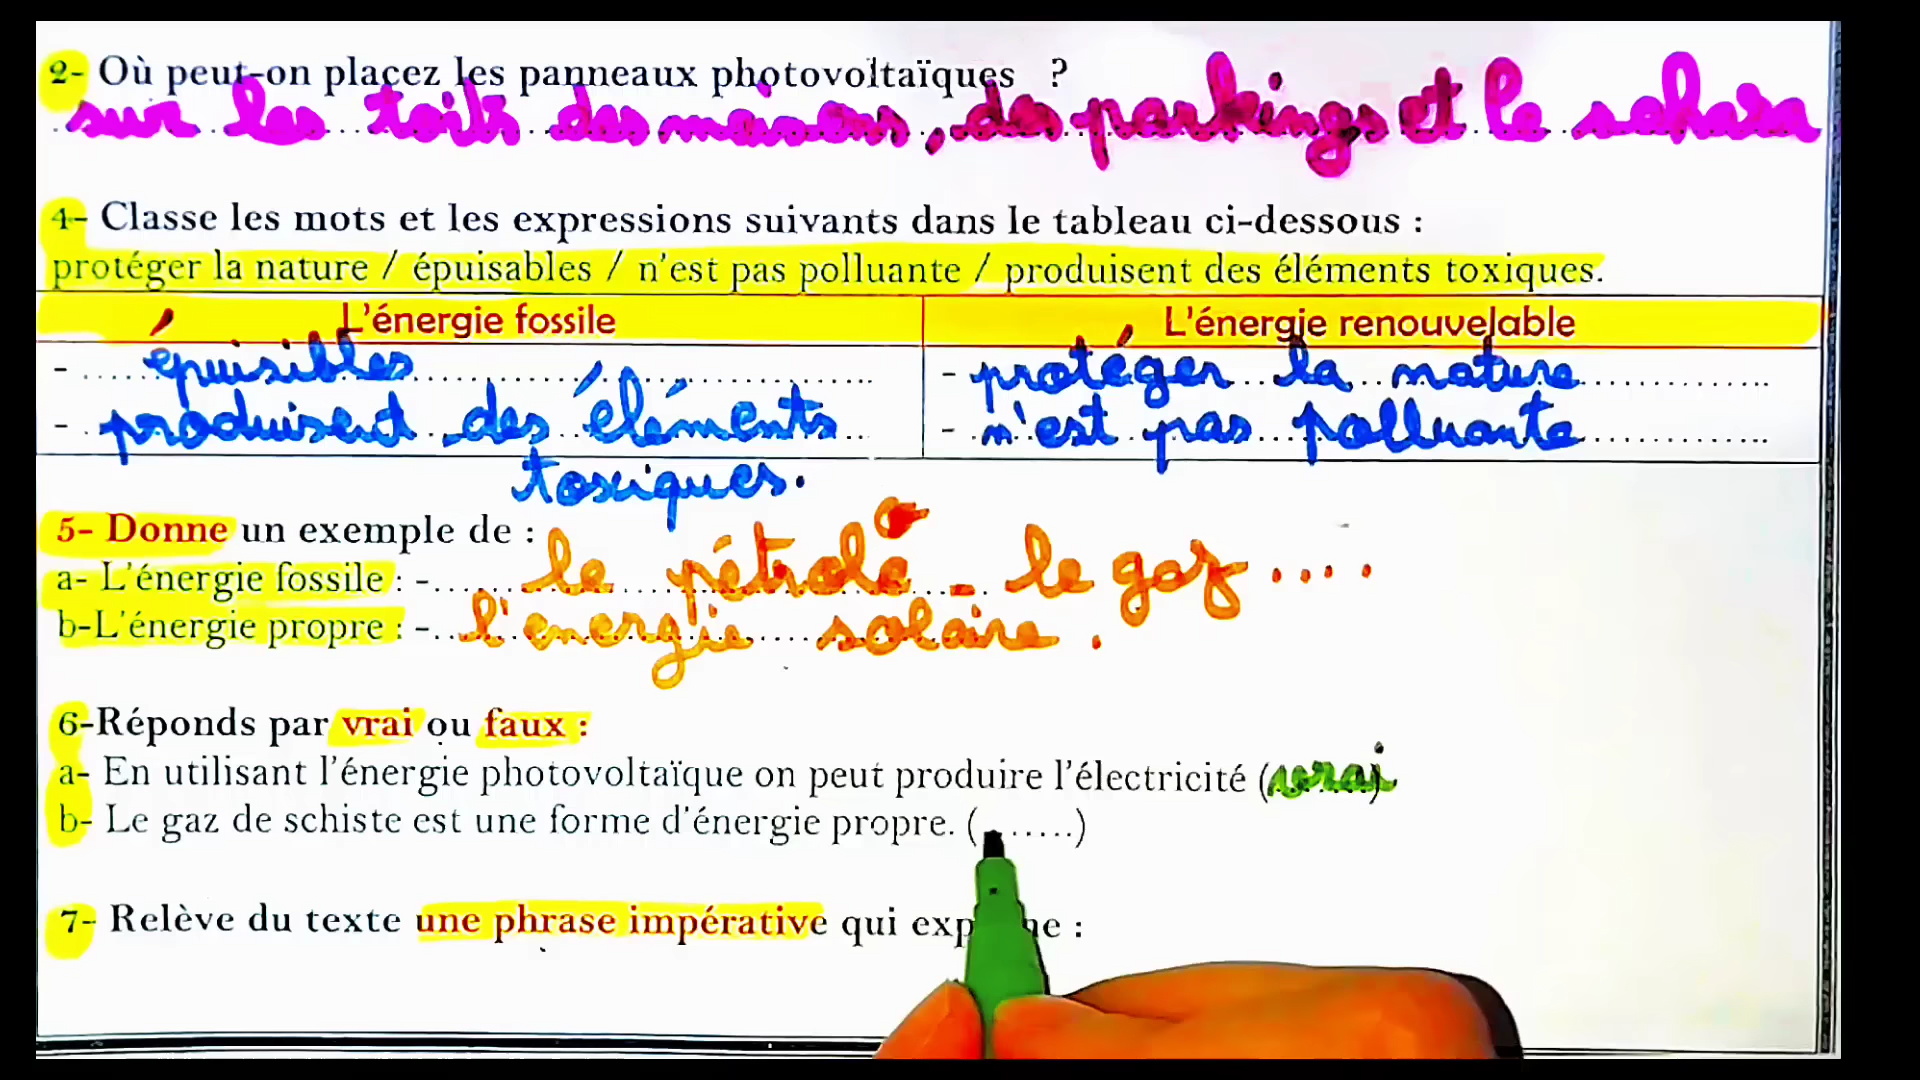 2- Où peut-on placez les panneaux photovoltaïques ?
sur les toits des maisons, des parkings et le sahara
4- Classe les mots et les expressions suivants dans le tableau ci-dessous :
protéger la nature / épuisables / n'est pas polluante / produisent des éléments toxiques.
L'énergie fossile
L'énergie renouvelable
- épuisibles
- produisent des éléments
toxiques.
- protéger la nature
- n'est pas polluante
5- Donne un exemple de :
a- L'énergie fossile : - le pétrole - le gaz ....
b-L'énergie propre : - l'énergie solaire.
6-Réponds par vrai ou faux :
a- En utilisant l'énergie photovoltaïque on peut produire l'électricité (vrai)
b- Le gaz de schiste est une forme d'énergie propre. (.......)
7- Relève du texte une phrase impérative qui :